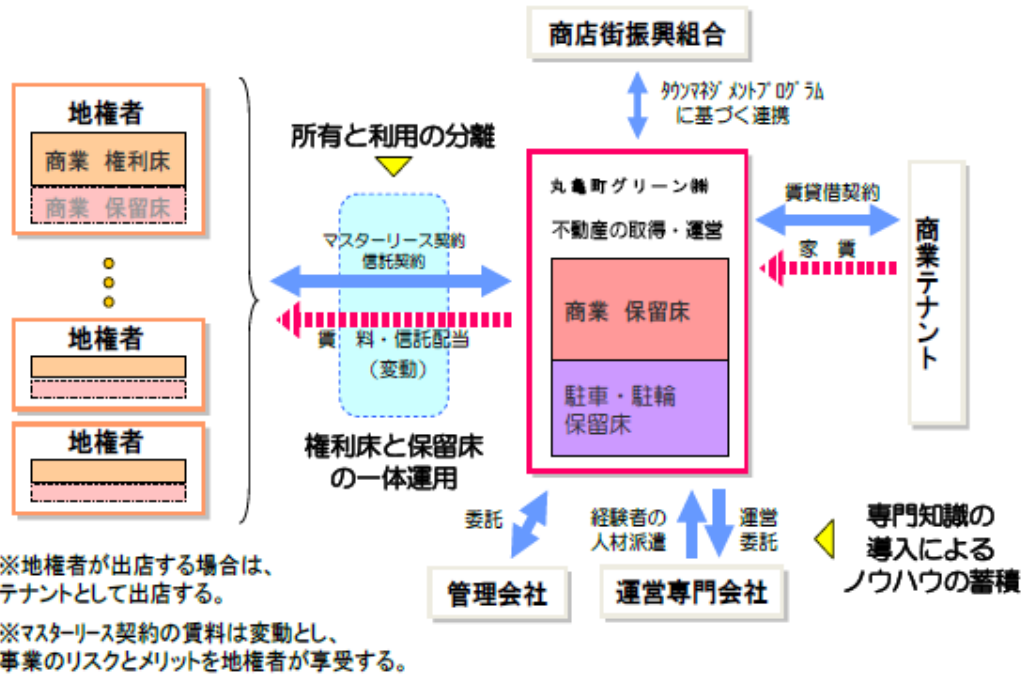 商店街振興組合
ﾀｳﾝﾏﾈｼﾞﾒﾝﾄﾌﾟﾛｸﾞﾗﾑ
に基づく連携
地権者
商業 権利床
商業 保留床
地権者
地権者
所有と利用の分離
マスターリース契約
信託契約
賃 料・信託配当
（変動）
権利床と保留床
の一体運用
丸亀町グリーン㈱
不動産の取得・運営
商業 保留床
駐車・駐輪
保留床
賃貸借契約
家 賃
商業テナント
委託
経験者の
人材派遣
運営
委託
管理会社
運営専門会社
専門知識の
導入による
ノウハウの蓄積
※地権者が出店する場合は、
テナントとして出店する。
※ﾏｽﾀｰﾘｰｽ契約の賃料は変動とし、
事業のリスクとメリットを地権者が享受する。